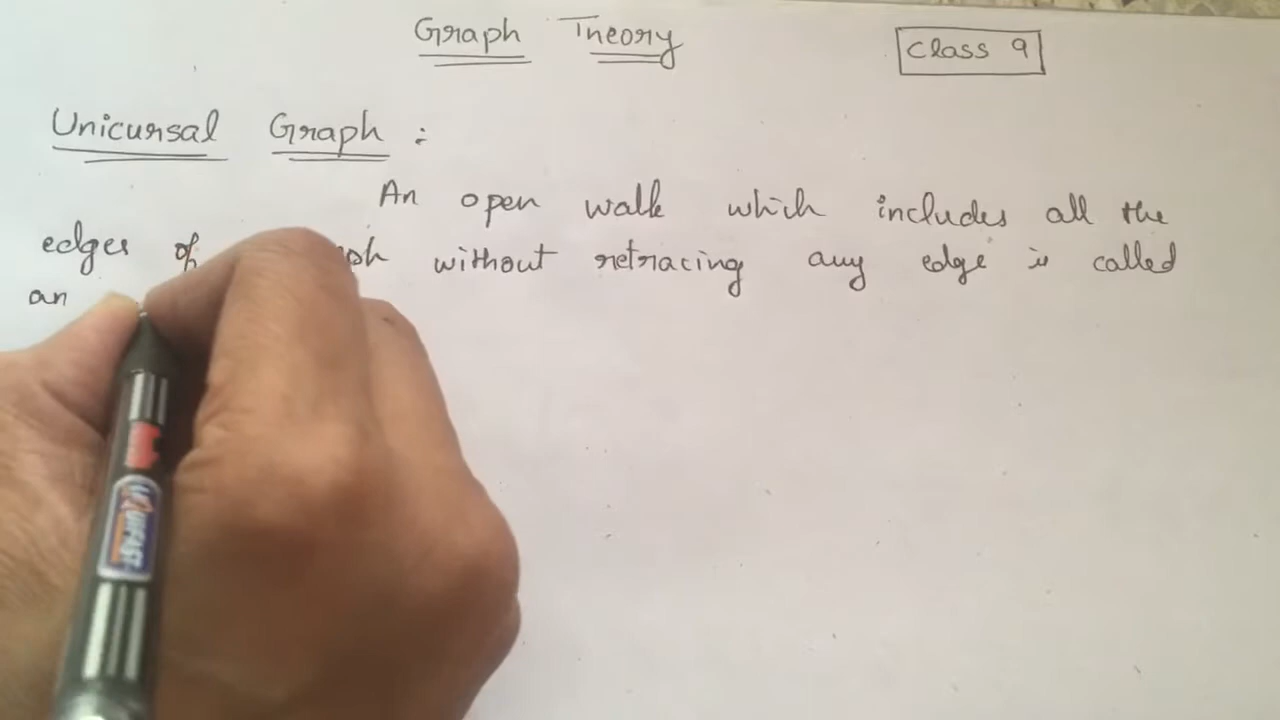 Graph Theory
Class 9
Unicursal Graph :
An open walk which includes all the
edges of ph without retracing any edge is called
an